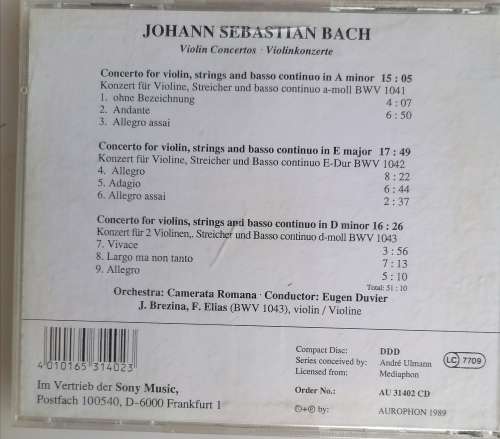 JOHANN SEBASTIAN BACH
Violin Concertos · Violinkonzerte
Concerto for violin, strings and basso continuo in A minor 15 : 05
Konzert für Violine, Streicher und basso continuo a-moll BWV 1041
1. ohne Bezeichnung 4 : 07
2. Andante 6 : 50
3. Allegro assai
Concerto for violin, strings and basso continuo in E major 17 : 49
Konzert für Violine, Streicher und Basso continuo E-Dur BWV 1042
4. Allegro 8 : 22
5. Adagio 6 : 44
6. Allegro assai 2 : 37
Concerto for violins, strings and basso continuo in D minor 16 : 26
Konzert für 2 Violinen,. Streicher und Basso continuo d-moll BWV 1043
7. Vivace 3 : 56
8. Largo ma non tanto 7 : 13
9. Allegro 5 : 10
Total: 51 : 10
Orchestra: Camerata Romana · Conductor: Eugen Duvier
J. Brezina, F. Elias (BWV 1043), violin / Violine
4 010165 314023
Im Vertrieb der Sony Music,
Postfach 100540, D–6000 Frankfurt 1
Compact Disc: DDD
Series conceived by: André Ulmann
Licensed from: Mediaphon
Order No.: AU 31402 CD
©+℗ by: AUROPHON 1989
LC 7709